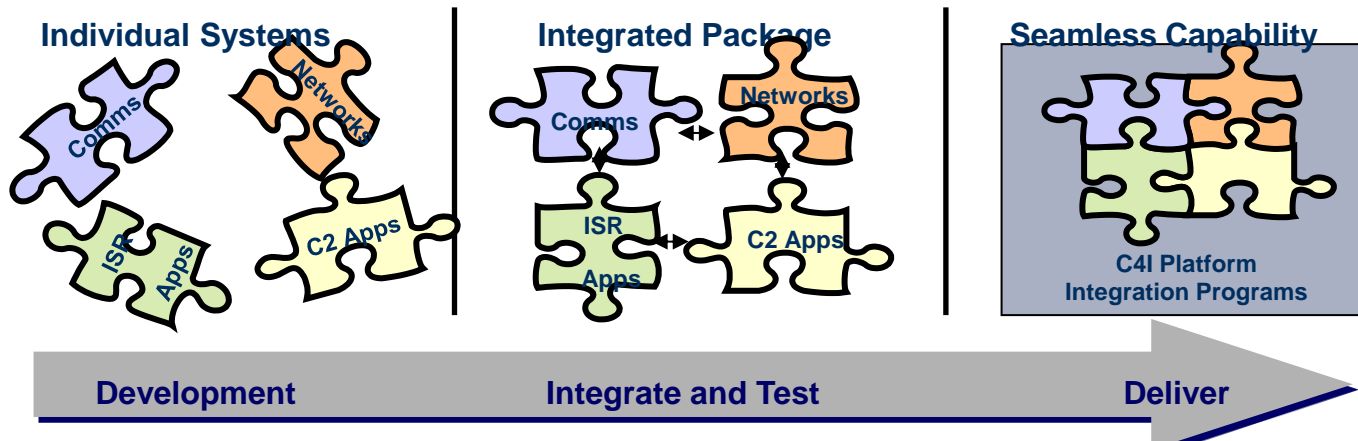 Individual Systems
Comms
Networks
ISR
Apps
C2 Apps
Integrated Package
Comms
Networks
ISR
Apps
C2 Apps
Seamless Capability
C4I Platform
Integration Programs
Development
Integrate and Test
Deliver